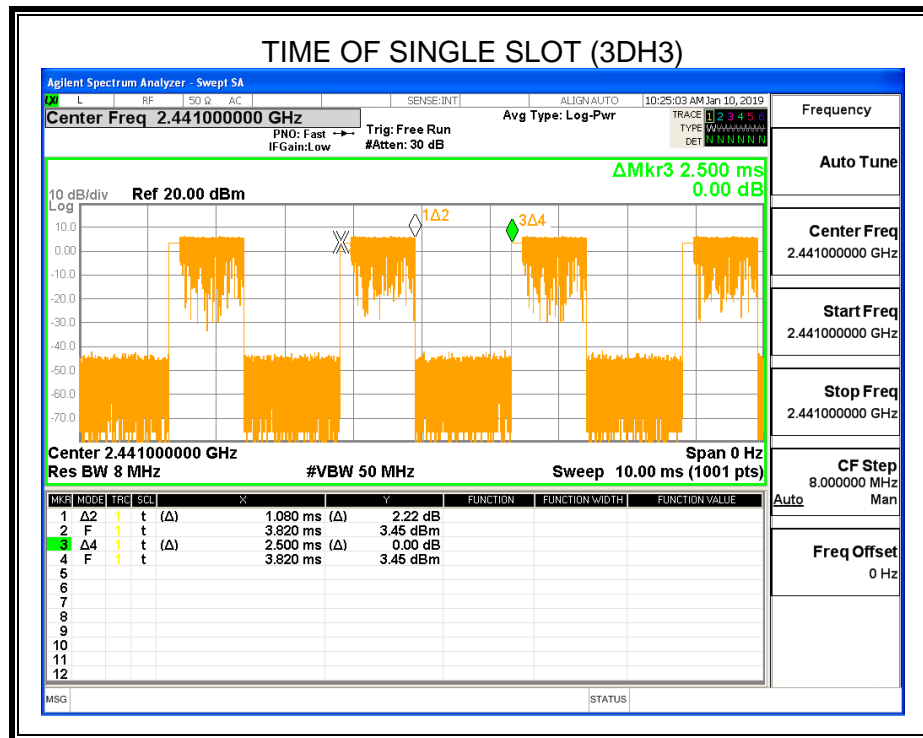 TIME OF SINGLE SLOT (3DH3)
Agilent Spectrum Analyzer - Swept SA
LXI L RF 50 Ω AC SENSE:INT ALIGN AUTO 10:25:03 AM Jan 10, 2019
Center Freq 2.441000000 GHz
PNO: Fast
IFGain:Low
Trig: Free Run
#Atten: 30 dB
Avg Type: Log-Pwr
TRACE 1 2 3 4 5 6
TYPE W
DET N N N N N N
ΔMkr3 2.500 ms
0.00 dB
10 dB/div Ref 20.00 dBm
Log
10.0
0.00
-10.0
-20.0
-30.0
-40.0
-50.0
-60.0
-70.0
1Δ2
3Δ4
Center 2.441000000 GHz Span 0 Hz
Res BW 8 MHz #VBW 50 MHz Sweep 10.00 ms (1001 pts)
MKR MODE TRC SCL X Y FUNCTION FUNCTION WIDTH FUNCTION VALUE
1 Δ2 1 t (Δ) 1.080 ms (Δ) 2.22 dB
2 F 1 t 3.820 ms 3.45 dBm
3 Δ4 1 t (Δ) 2.500 ms (Δ) 0.00 dB
4 F 1 t 3.820 ms 3.45 dBm
5
6
7
8
9
10
11
12
MSG STATUS
Frequency
Auto Tune
Center Freq
2.441000000 GHz
Start Freq
2.441000000 GHz
Stop Freq
2.441000000 GHz
CF Step
8.000000 MHz
Auto Man
Freq Offset
0 Hz